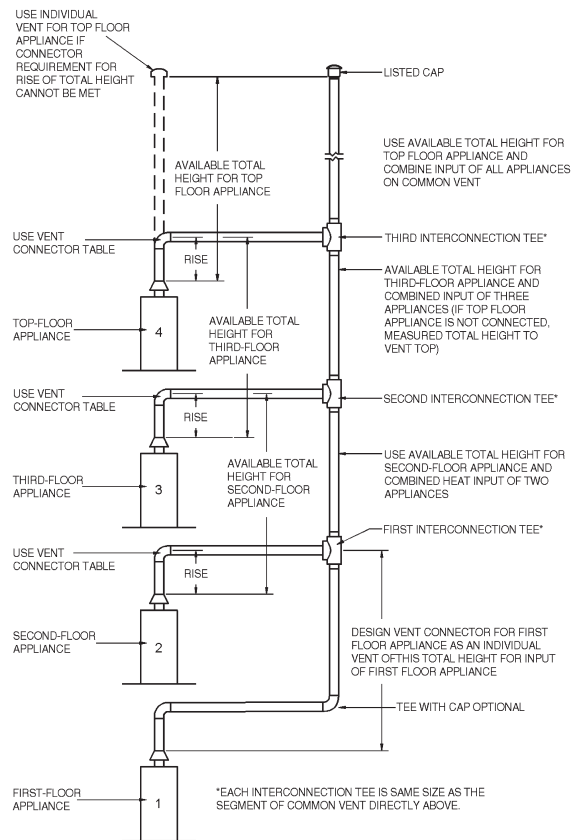 USE INDIVIDUAL
VENT FOR TOP FLOOR
APPLIANCE IF
CONNECTOR
REQUIREMENT FOR
RISE OF TOTAL HEIGHT
CANNOT BE MET
LISTED CAP
AVAILABLE TOTAL
HEIGHT FOR TOP
FLOOR APPLIANCE
USE AVAILABLE TOTAL HEIGHT FOR
TOP FLOOR APPLIANCE AND
COMBINE INPUT OF ALL APPLIANCES
ON COMMON VENT
USE VENT
CONNECTOR TABLE
RISE
THIRD INTERCONNECTION TEE*
AVAILABLE TOTAL HEIGHT FOR
THIRD-FLOOR APPLIANCE AND
COMBINED INPUT OF THREE
APPLIANCES (IF TOP FLOOR
APPLIANCE IS NOT CONNECTED,
MEASURED TOTAL HEIGHT TO
VENT TOP)
TOP-FLOOR
APPLIANCE
4
AVAILABLE TOTAL
HEIGHT FOR
THIRD-FLOOR
APPLIANCE
USE VENT
CONNECTOR TABLE
RISE
SECOND INTERCONNECTION TEE*
THIRD-FLOOR
APPLIANCE
3
AVAILABLE TOTAL
HEIGHT FOR
SECOND-FLOOR
APPLIANCE
USE AVAILABLE TOTAL HEIGHT FOR
SECOND-FLOOR APPLIANCE AND
COMBINED HEAT INPUT OF TWO
APPLIANCES
FIRST INTERCONNECTION TEE*
USE VENT
CONNECTOR TABLE
RISE
SECOND-FLOOR
APPLIANCE
2
DESIGN VENT CONNECTOR FOR FIRST
FLOOR APPLIANCE AS AN INDIVIDUAL
VENT OFTHIS TOTAL HEIGHT FOR INPUT
OF FIRST FLOOR APPLIANCE
TEE WITH CAP OPTIONAL
FIRST-FLOOR
APPLIANCE
1
*EACH INTERCONNECTION TEE IS SAME SIZE AS THE
SEGMENT OF COMMON VENT DIRECTLY ABOVE.